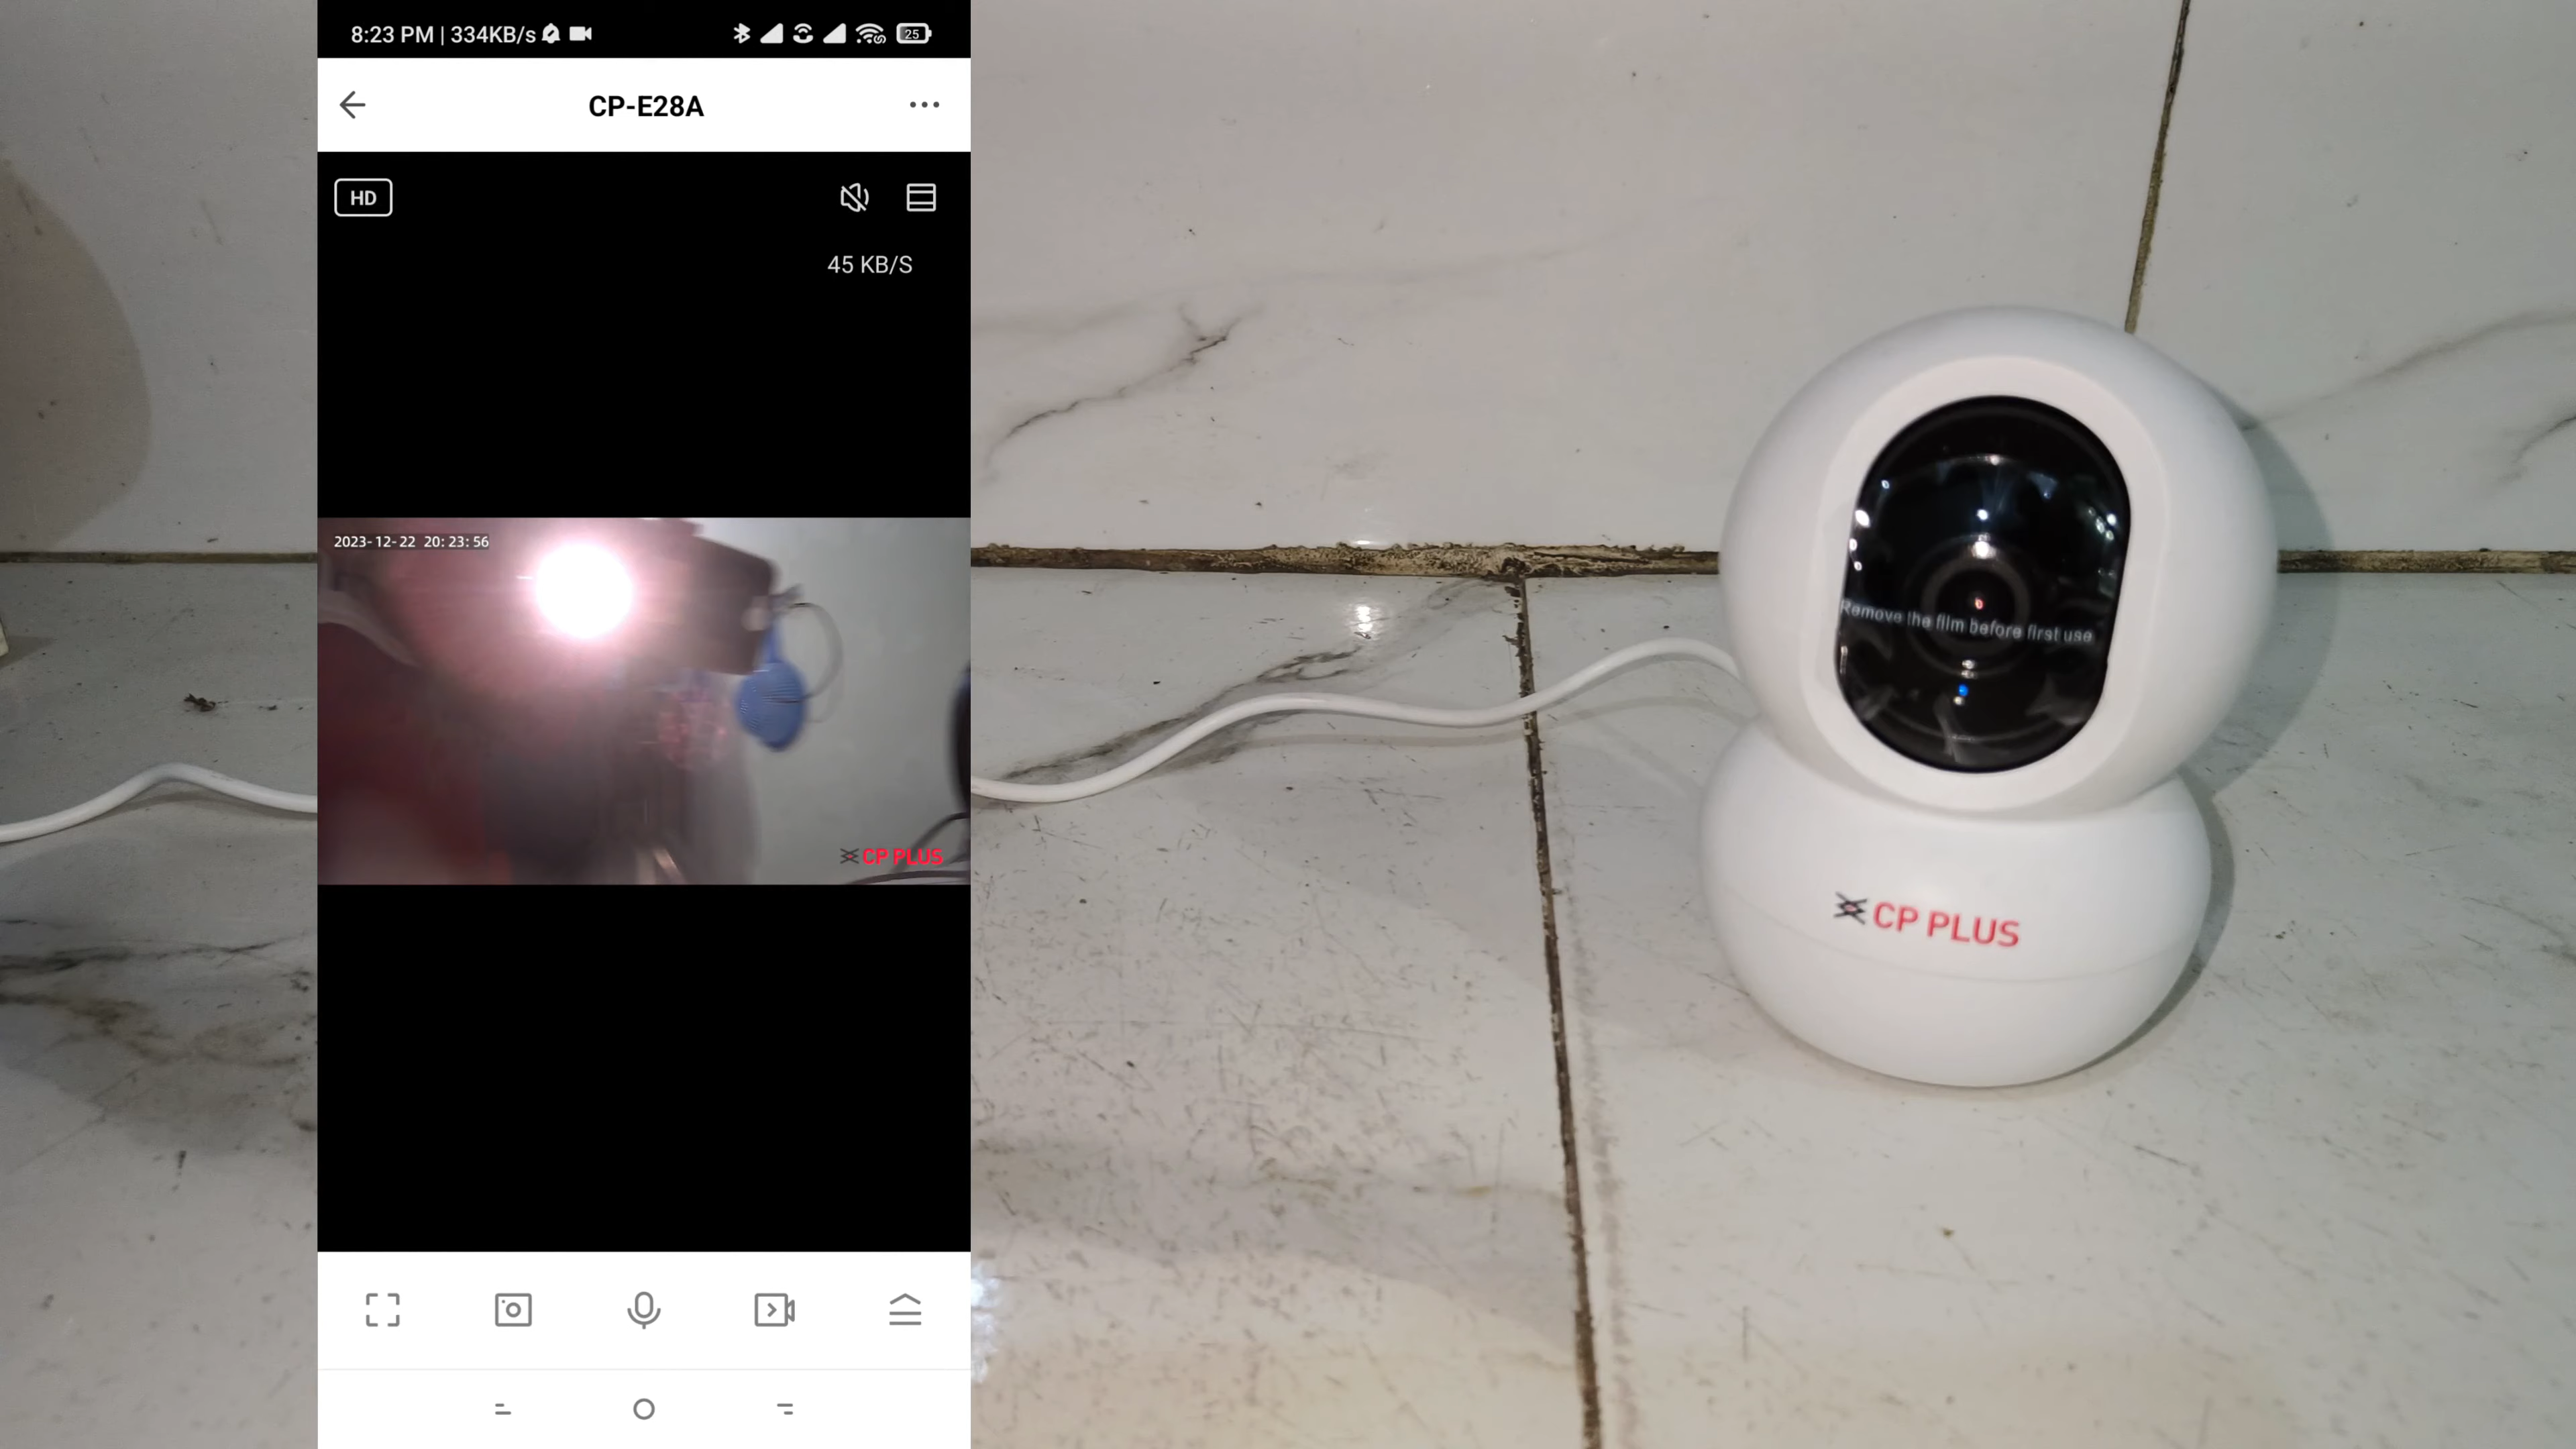 8:23 PM | 334KB/s
25
CP-E28A
HD
45 KB/S
2023-12-22 20:23:56
CP PLUS
Remove the film before first use
CP PLUS